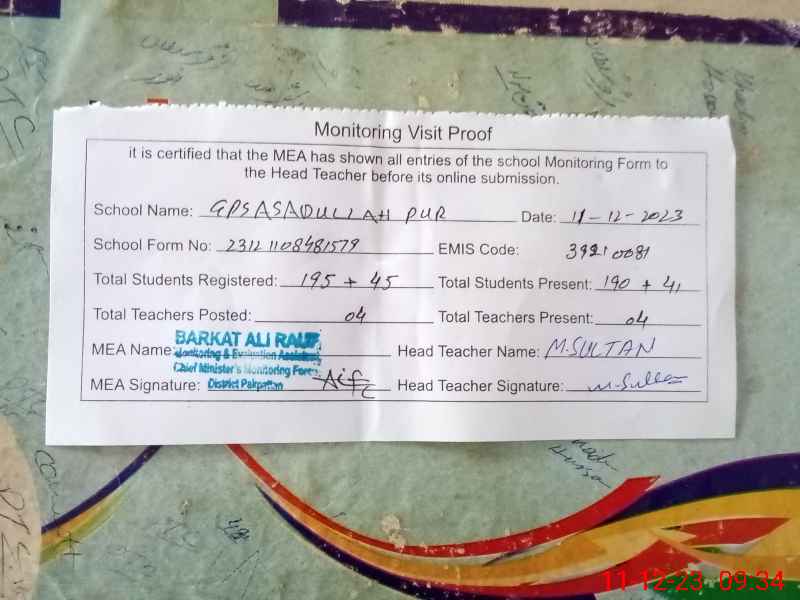 Monitoring Visit Proof
it is certified that the MEA has shown all entries of the school Monitoring Form to
the Head Teacher before its online submission.
School Name: GPS ASADULLAH PUR Date: 11-12-2023
School Form No: 2312 1108481579 EMIS Code: 39210081
Total Students Registered: 195 + 45 Total Students Present: 190 + 41
Total Teachers Posted: 04 Total Teachers Present: 04
BARKAT ALI RAUF
MEA Name: Monitoring & Evaluation Assistant Head Teacher Name: M.SULTAN
Chief Minister's Monitoring Force
MEA Signature: District Pakpattan Head Teacher Signature: M-Sultan
11-12-23 09:34